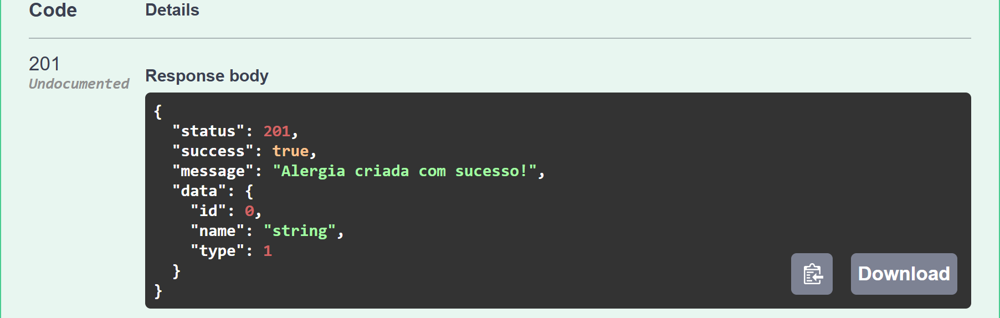 Code Details
201
Undocumented
Response body
{
  "status": 201,
  "success": true,
  "message": "Alergia criada com sucesso!",
  "data": {
    "id": 0,
    "name": "string",
    "type": 1
  }
}
Download